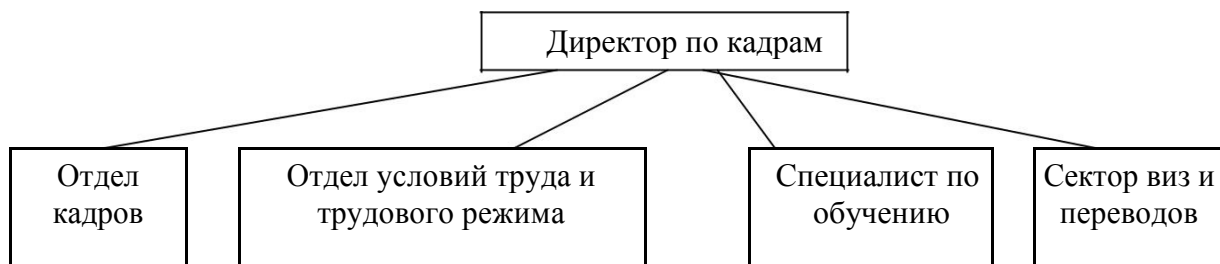 Директор по кадрам
Отдел
кадров
Отдел условий труда и
трудового режима
Специалист по
обучению
Сектор виз и
переводов